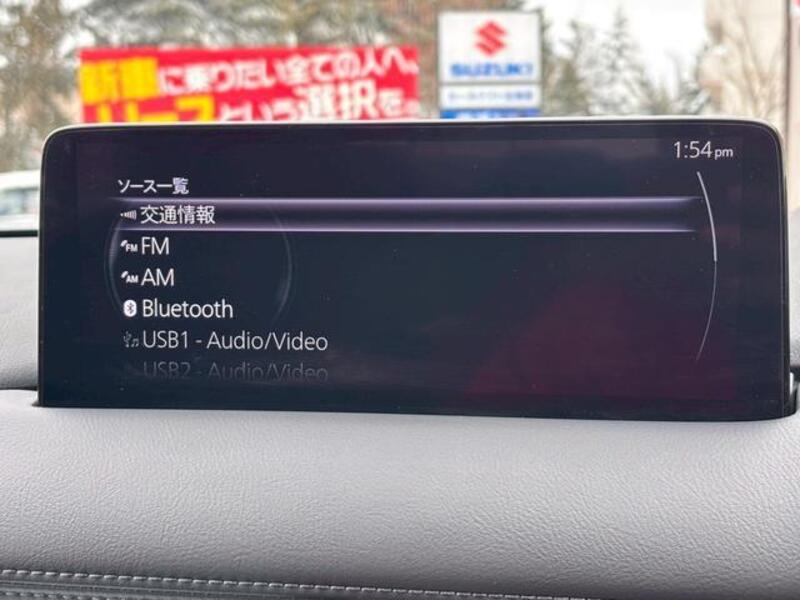 新車に乗りたい全ての人へ、
リースという選択を。
SUZUKI
1:54pm
ソース一覧
交通情報
FM FM
AM AM
Bluetooth
USB1 - Audio/Video
USB2 - Audio/Video